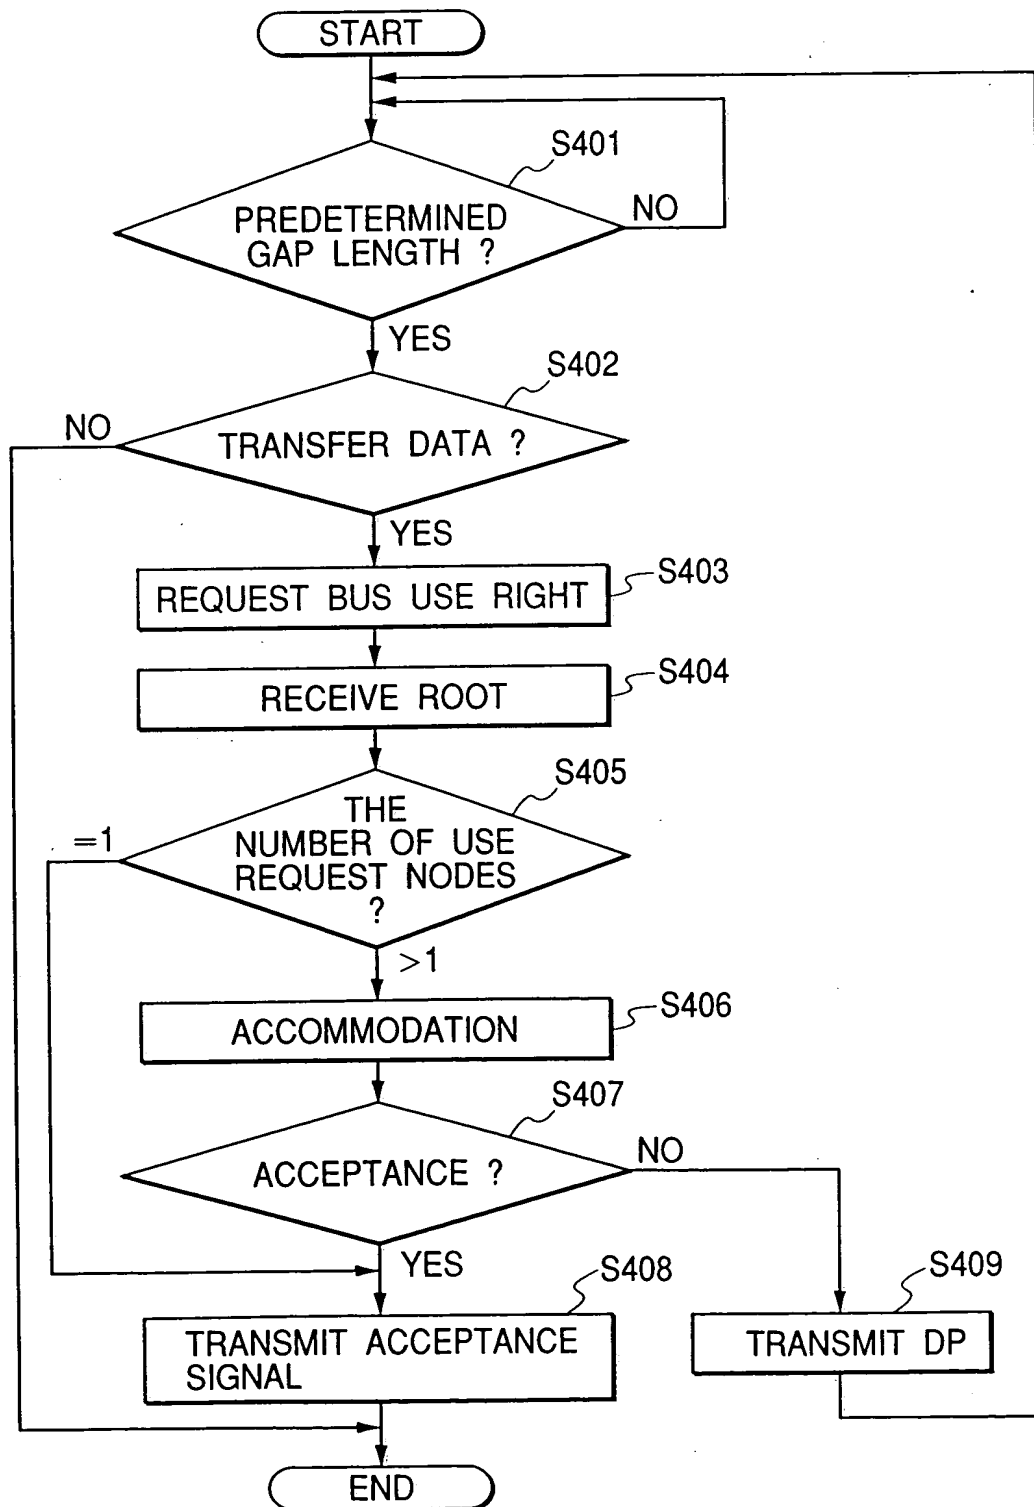 START
S401
PREDETERMINED
GAP LENGTH ?
NO
YES
S402
NO
TRANSFER DATA ?
YES
S403
REQUEST BUS USE RIGHT
S404
RECEIVE ROOT
S405
THE
=1
NUMBER OF USE
REQUEST NODES
?
>1
S406
ACCOMMODATION
S407
NO
ACCEPTANCE ?
YES
S408
S409
TRANSMIT ACCEPTANCE
SIGNAL
TRANSMIT DP
END